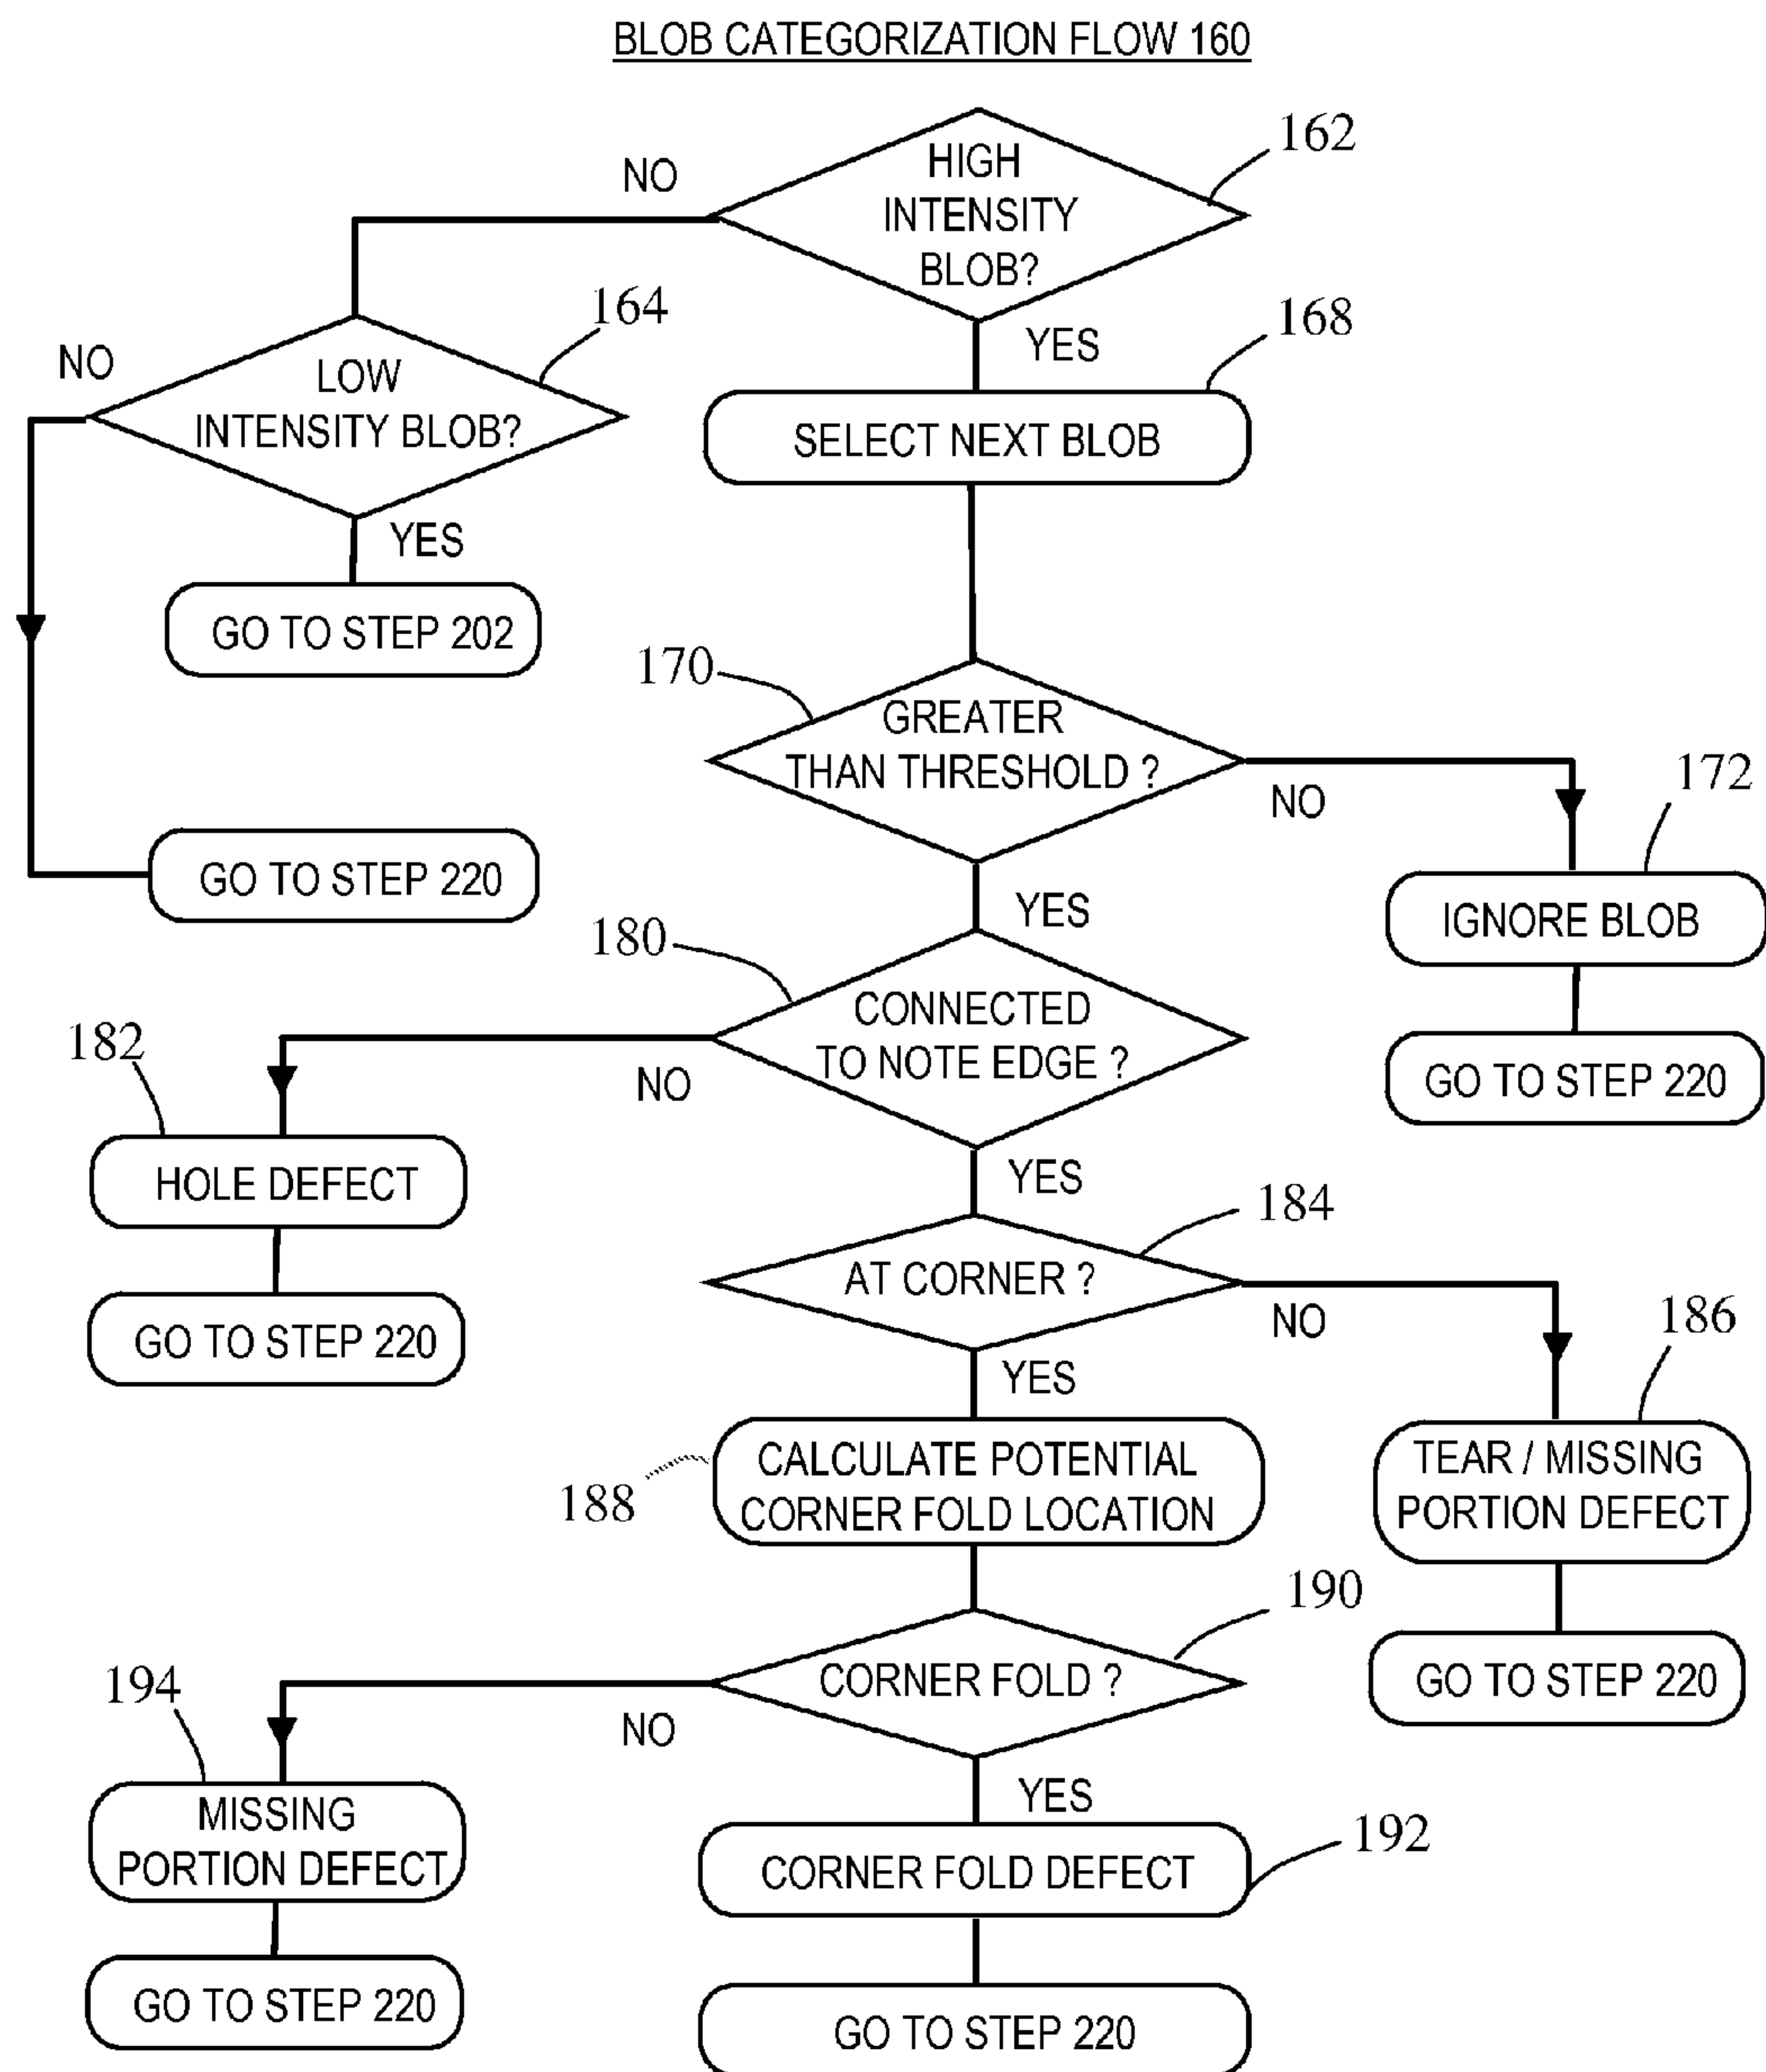 BLOB CATEGORIZATION FLOW 160
162
HIGH
INTENSITY
BLOB?
NO
YES
164
LOW
INTENSITY BLOB?
NO
YES
168
SELECT NEXT BLOB
GO TO STEP 202
170
GREATER
THAN THRESHOLD ?
NO
YES
172
IGNORE BLOB
GO TO STEP 220
GO TO STEP 220
180
CONNECTED
TO NOTE EDGE ?
NO
YES
182
HOLE DEFECT
GO TO STEP 220
184
AT CORNER ?
NO
YES
186
TEAR / MISSING
PORTION DEFECT
GO TO STEP 220
188
CALCULATE POTENTIAL
CORNER FOLD LOCATION
190
CORNER FOLD ?
NO
YES
194
MISSING
PORTION DEFECT
GO TO STEP 220
192
CORNER FOLD DEFECT
GO TO STEP 220